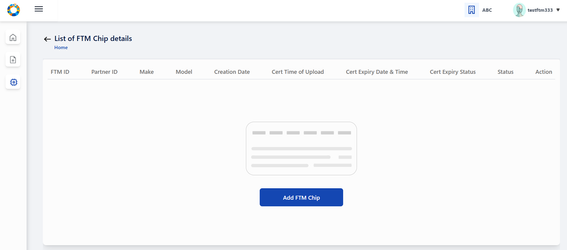 ABC
testftm333
List of FTM Chip details
Home
FTM ID Partner ID Make Model Creation Date Cert Time of Upload Cert Expiry Date & Time Cert Expiry Status Status Action
Add FTM Chip